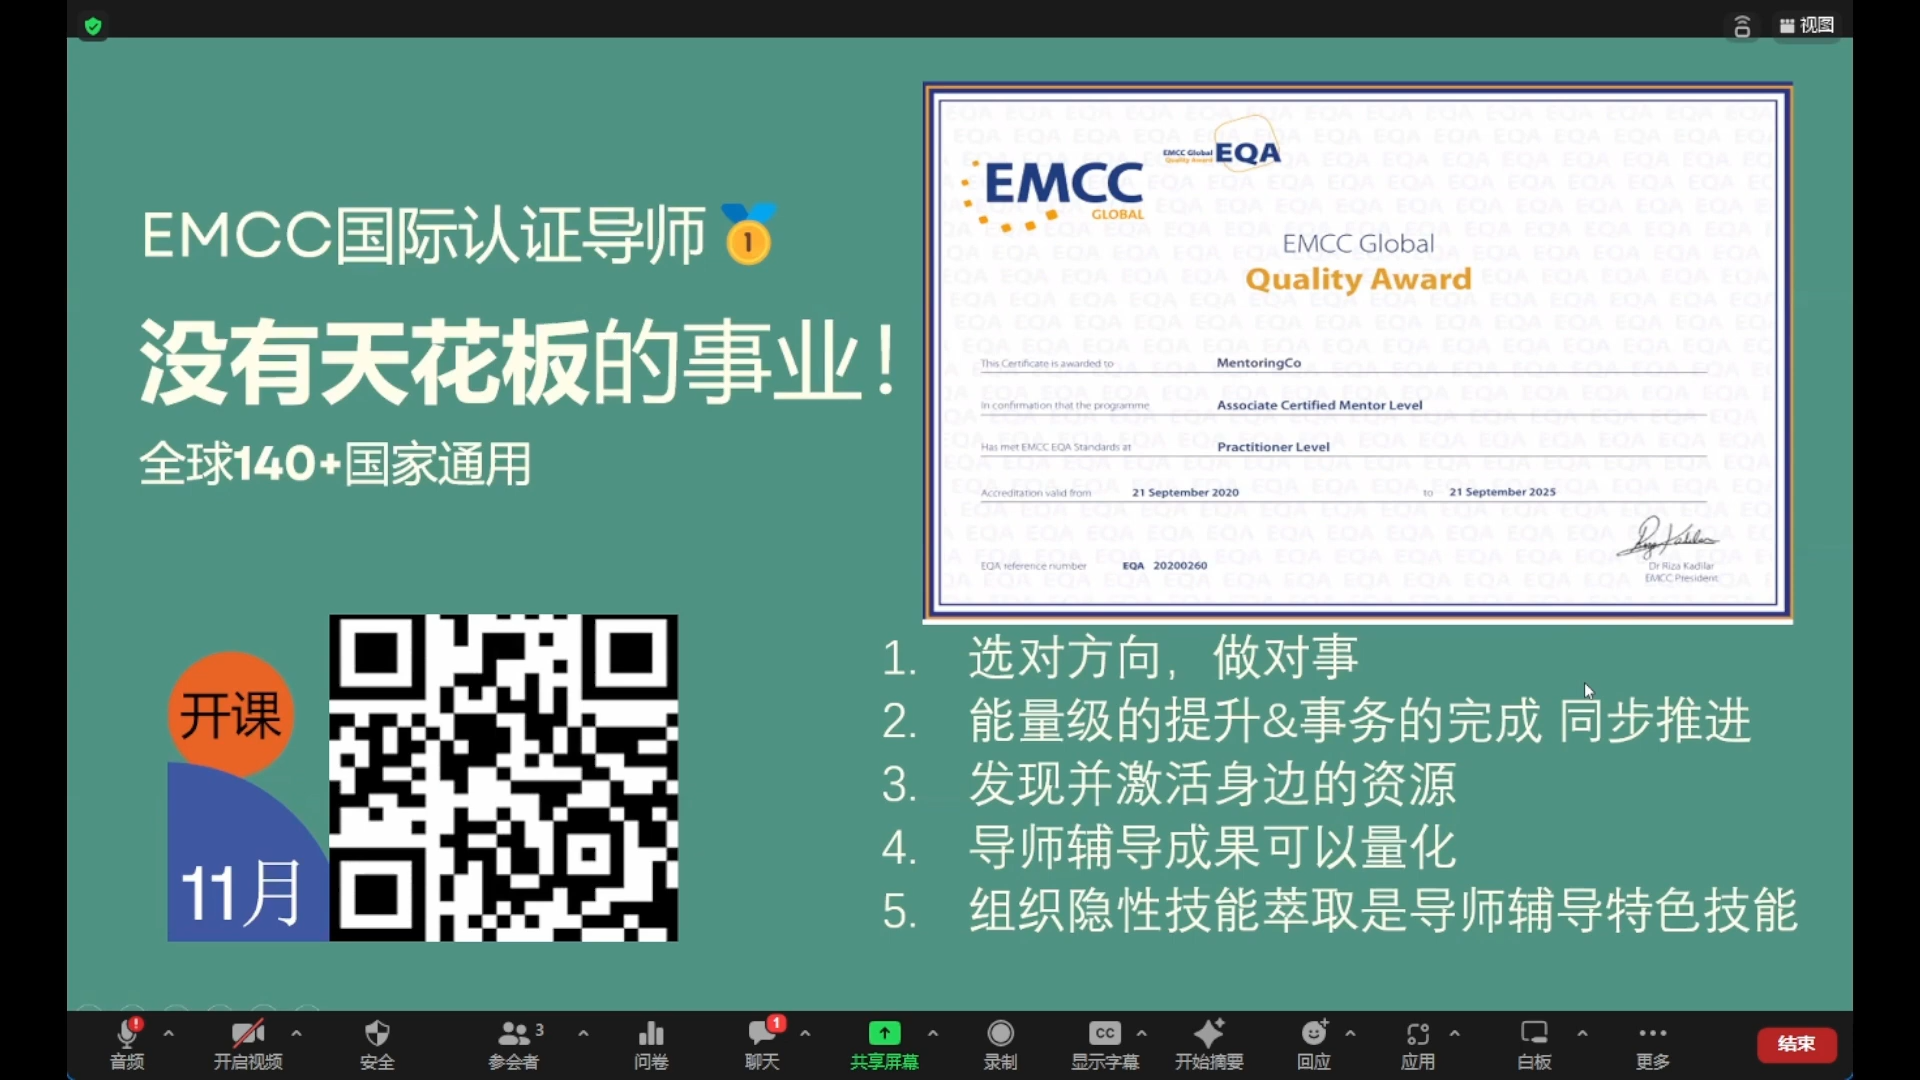 视图
EMCC国际认证导师
没有天花板的事业！
全球140+国家通用
开课
11月
EMCC Global
Quality Award
EQA
EMCC
GLOBAL
EMCC Global
Quality Award
This Certificate is awarded to MentoringCo
In confirmation that the programme Associate Certified Mentor Level
Has met EMCC EQA Standards at Practitioner Level
Accreditation valid from 21 September 2020 to 21 September 2025
EQA reference number EQA 20200260
Dr Riza Kadilar
EMCC President
1. 选对方向，做对事
2. 能量级的提升&事务的完成 同步推进
3. 发现并激活身边的资源
4. 导师辅导成果可以量化
5. 组织隐性技能萃取是导师辅导特色技能
音频
开启视频
安全
参会者 3
问卷
聊天 1
共享屏幕
录制
CC
显示字幕
开始摘要
回应
应用
白板
更多
结束